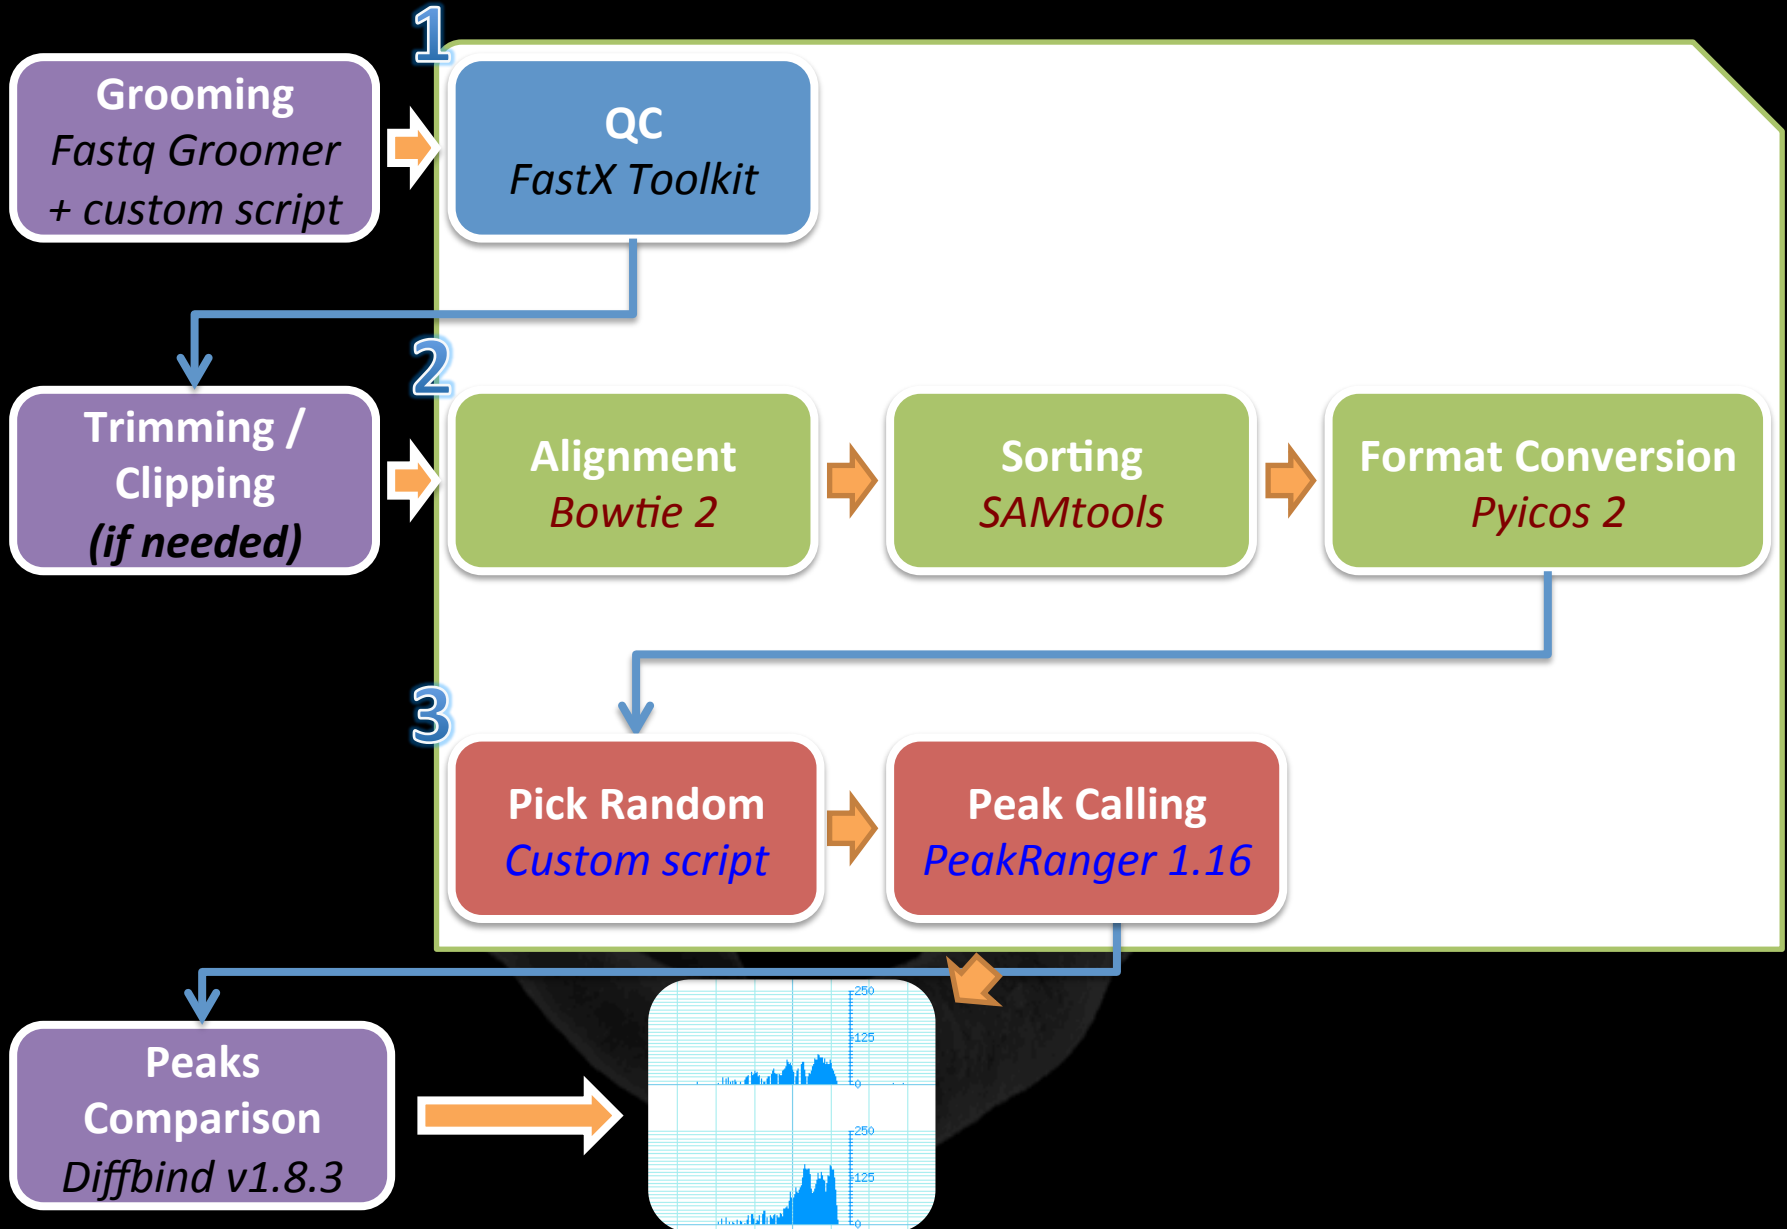 1
Grooming
Fastq Groomer
+ custom script
QC
FastX Toolkit
2
Trimming /
Clipping
(if needed)
Alignment
Bowtie 2
Sorting
SAMtools
Format Conversion
Pyicos 2
3
Pick Random
Custom script
Peak Calling
PeakRanger 1.16
Peaks
Comparison
Diffbind v1.8.3
250
125
0
250
125
0